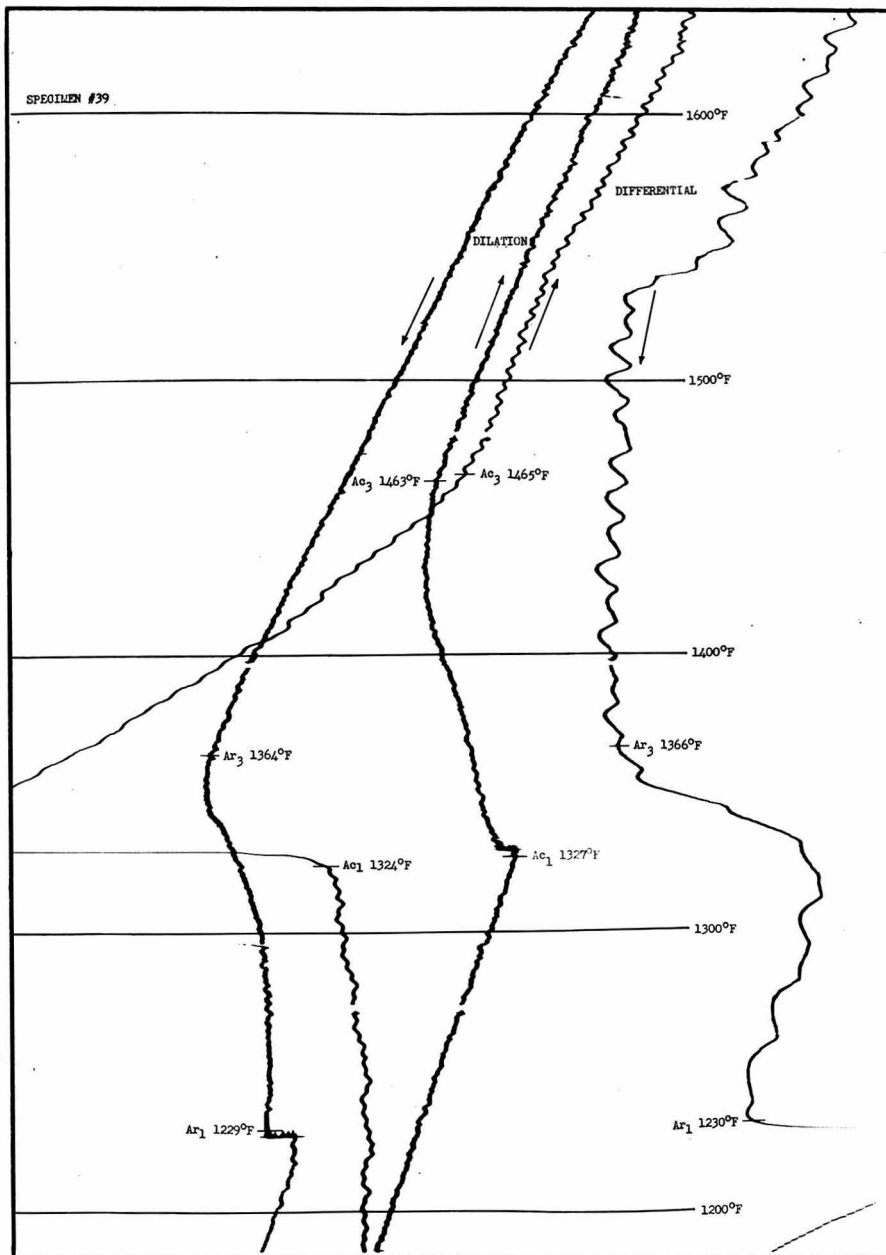 SPECIMEN #39
1600°F
DIFFERENTIAL
DILATION
1500°F
Ac3 1463°F
Ac3 1465°F
1400°F
Ar3 1364°F
Ar3 1366°F
Ac1 1324°F
Ac1 1327°F
1300°F
Ar1 1229°F
Ar1 1230°F
1200°F